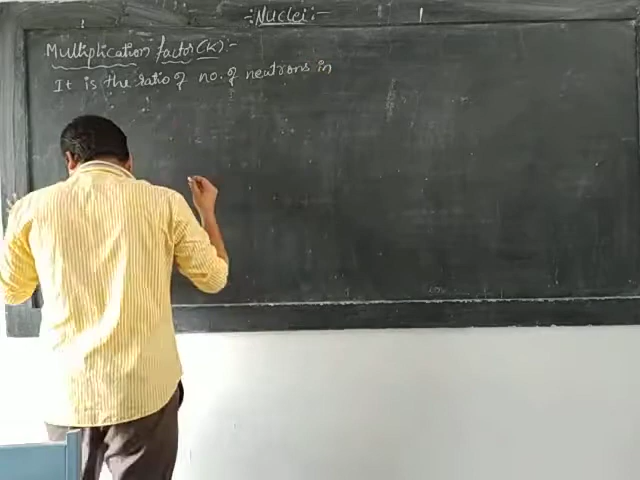 :Nuclei:-
Multiplication factor(K):-
It is the ratio of no. of neutrons in